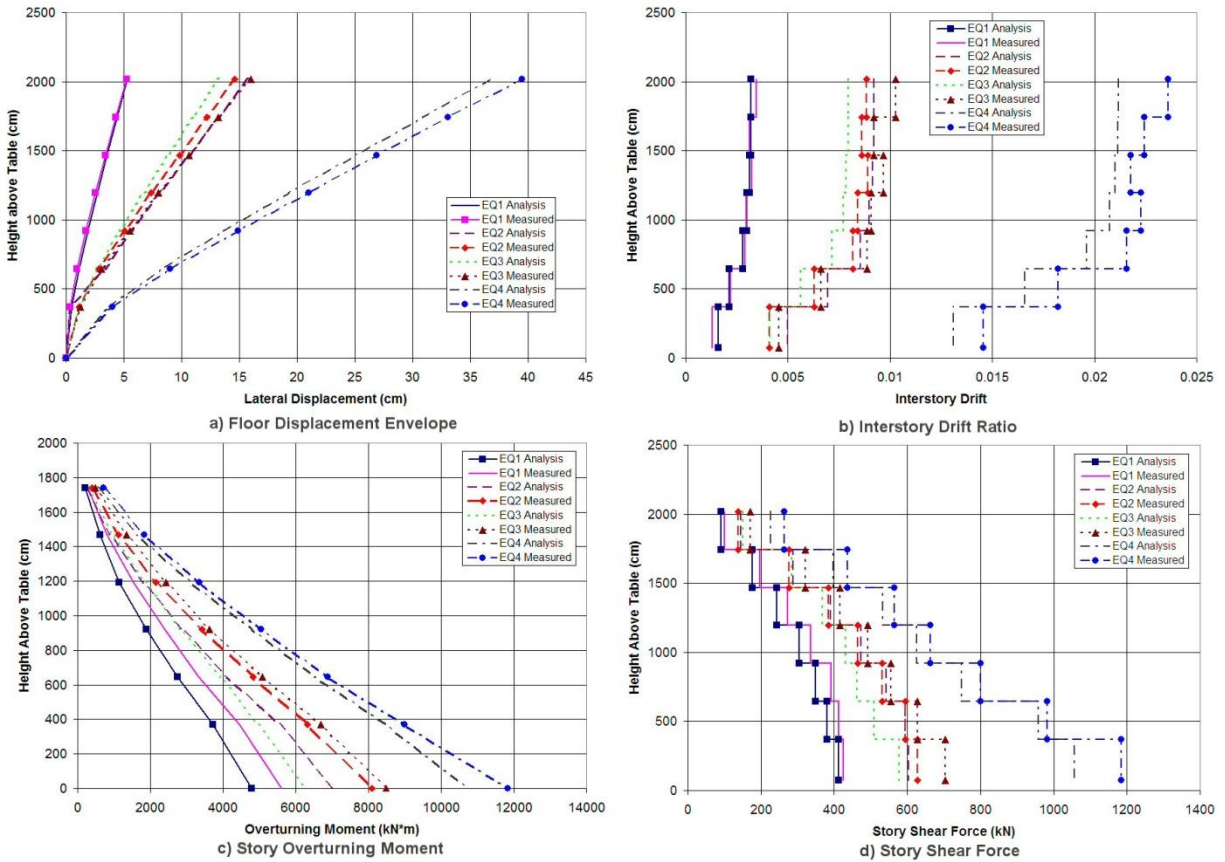 2500
2000
1500
1000
500
0
Height above Table (cm)
EQ1 Analysis
EQ1 Measured
EQ2 Analysis
EQ2 Measured
EQ3 Analysis
EQ3 Measured
EQ4 Analysis
EQ4 Measured
0 5 10 15 20 25 30 35 40 45
Lateral Displacement (cm)
a) Floor Displacement Envelope
2500
2000
1500
1000
500
0
Height Above Table (cm)
EQ1 Analysis
EQ1 Measured
EQ2 Analysis
EQ2 Measured
EQ3 Analysis
EQ3 Measured
EQ4 Analysis
EQ4 Measured
0 0.005 0.01 0.015 0.02 0.025
Interstory Drift
b) Interstory Drift Ratio
2000
1800
1600
1400
1200
1000
800
600
400
200
0
Height Above Table (cm)
EQ1 Analysis
EQ1 Measured
EQ2 Analysis
EQ2 Measured
EQ3 Analysis
EQ3 Measured
EQ4 Analysis
EQ4 Measured
0 2000 4000 6000 8000 10000 12000 14000
Overturning Moment (kN*m)
c) Story Overturning Moment
2500
2000
1500
1000
500
0
Height Above Table (cm)
EQ1 Analysis
EQ1 Measured
EQ2 Analysis
EQ2 Measured
EQ3 Analysis
EQ3 Measured
EQ4 Analysis
EQ4 Measured
0 200 400 600 800 1000 1200 1400
Story Shear Force (kN)
d) Story Shear Force